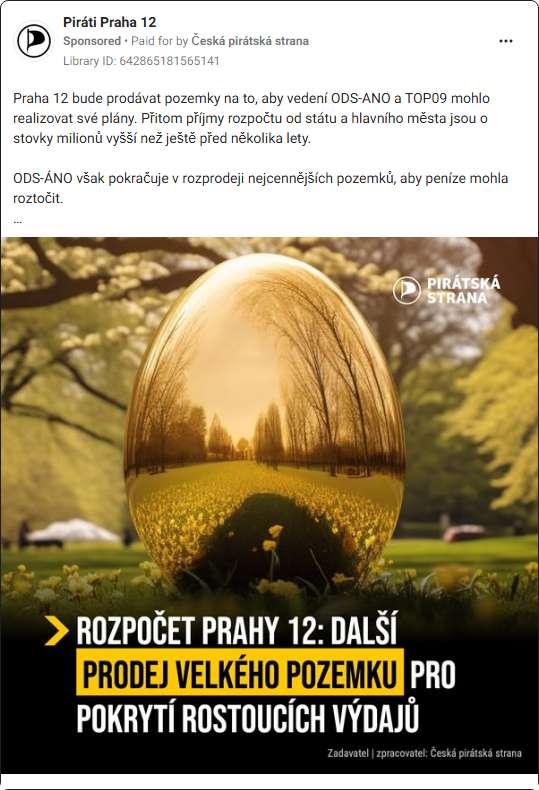 Piráti Praha 12
Sponsored • Paid for by Česká pirátská strana
Library ID: 642865181565141
Praha 12 bude prodávat pozemky na to, aby vedení ODS-ANO a TOP09 mohlo
realizovat své plány. Přitom příjmy rozpočtu od státu a hlavního města jsou o
stovky milionů vyšší než ještě před několika lety.
ODS-ÁNO však pokračuje v rozprodeji nejcennějších pozemků, aby peníze mohla
roztočit.
...
PIRÁTSKÁ
STRANA
ROZPOČET PRAHY 12: DALŠÍ
PRODEJ VELKÉHO POZEMKU PRO
POKRYTÍ ROSTOUCÍCH VÝDAJŮ
Zadavatel | zpracovatel: Česká pirátská strana